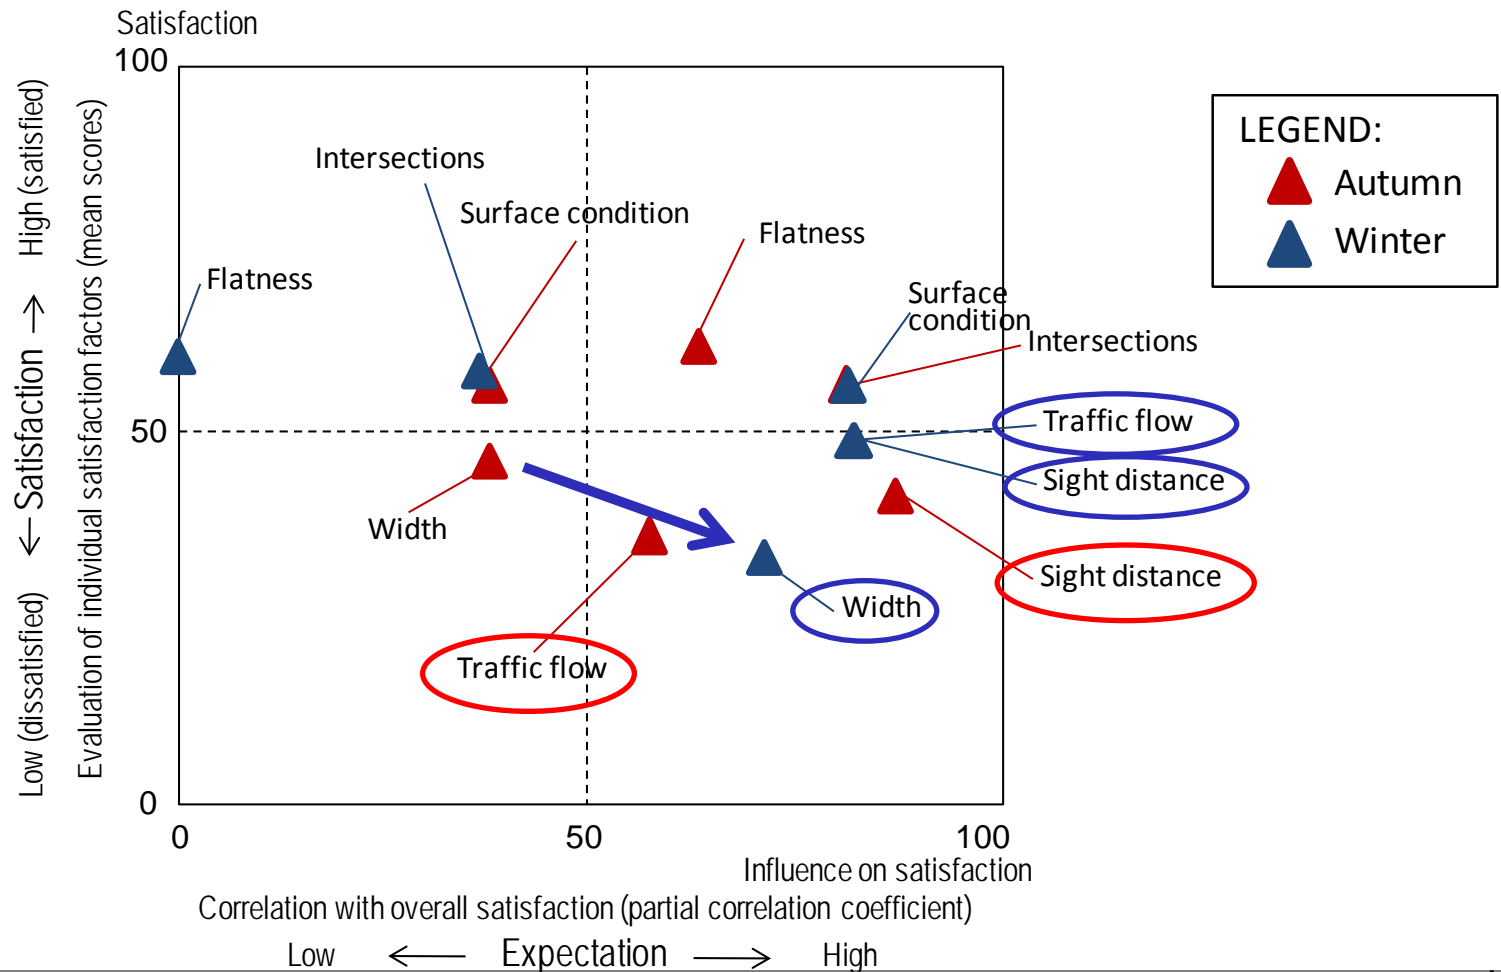 Satisfaction
100
LEGEND:
Autumn
Winter
Intersections
Surface condition
Flatness
Flatness
Surface
condition
Intersections
Traffic flow
50
Sight distance
Width
Sight distance
Width
Traffic flow
0
0
50
100
Influence on satisfaction
Correlation with overall satisfaction (partial correlation coefficient)
Low
Expectation
High
High (satisfied)
Satisfaction
Low (dissatisfied)
Evaluation of individual satisfaction factors (mean scores)